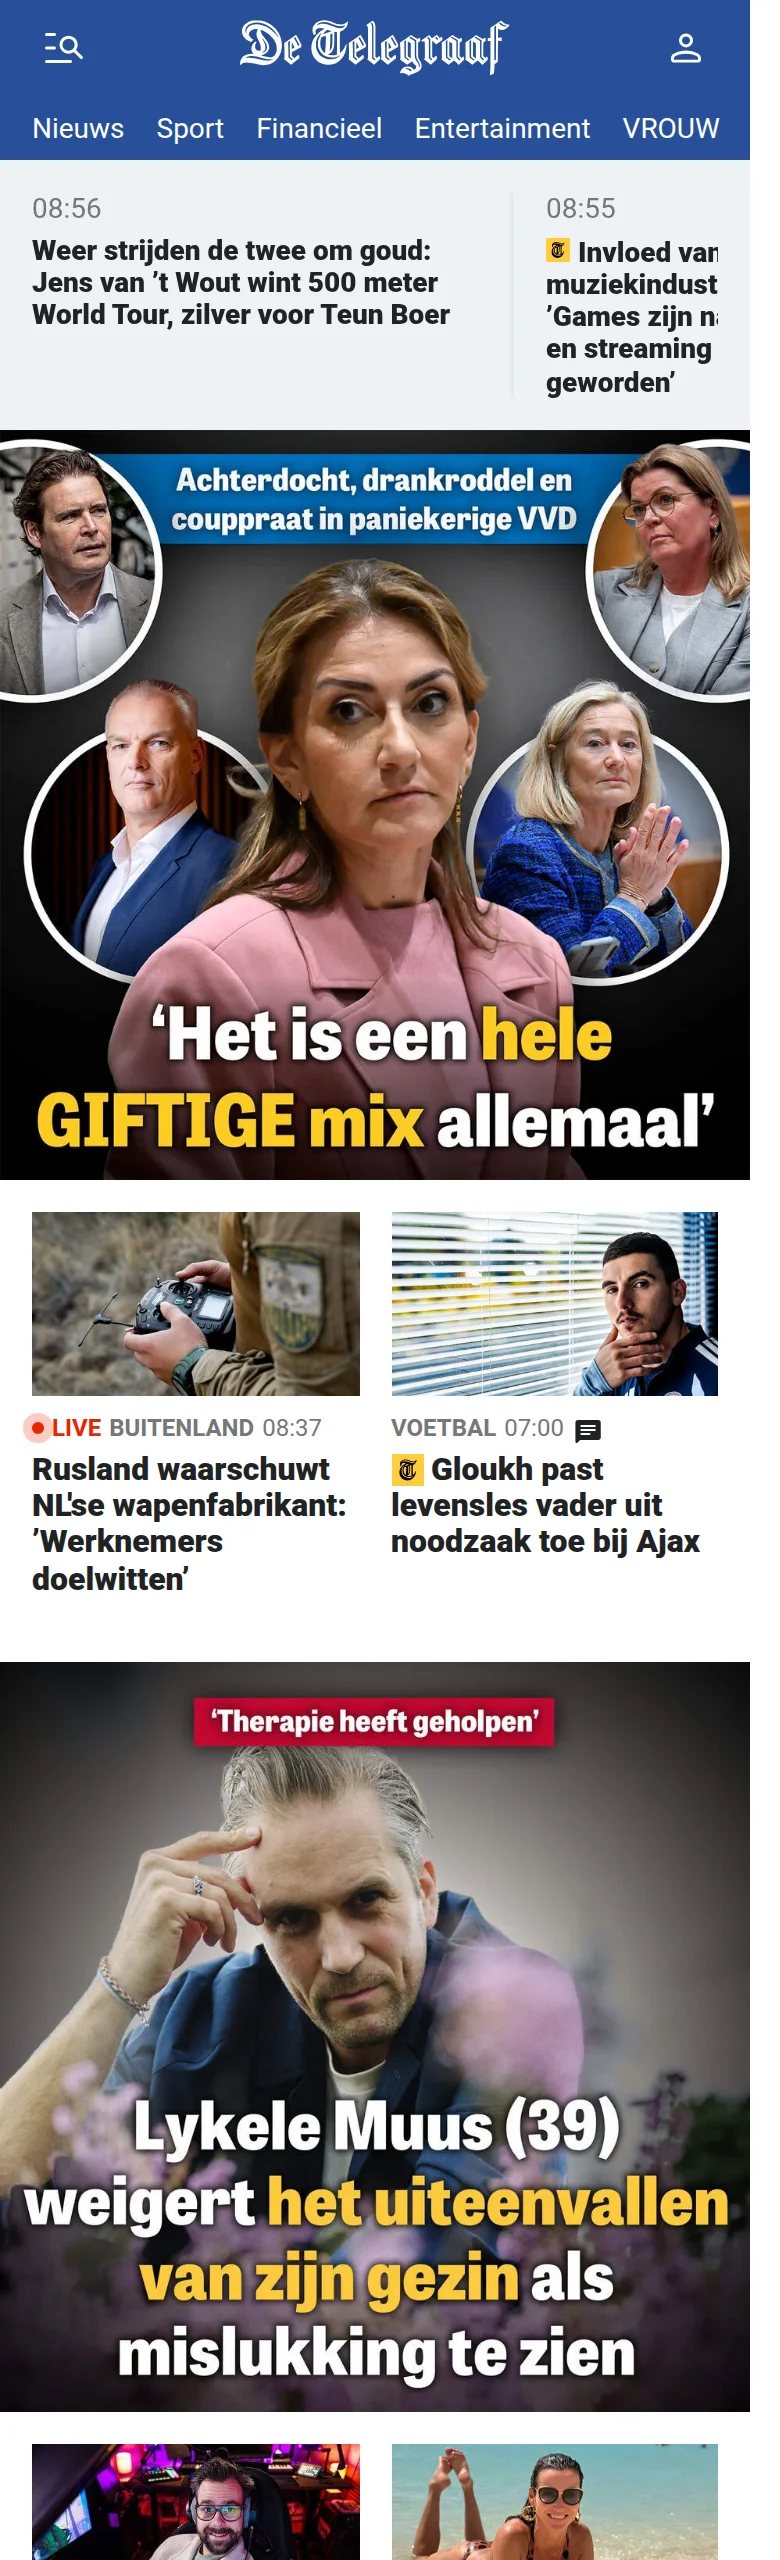 De Telegraaf
Nieuws Sport Financieel Entertainment VROUW
08:56
Weer strijden de twee om goud:
Jens van ’t Wout wint 500 meter
World Tour, zilver voor Teun Boer
08:55
Invloed van
muziekindust
’Games zijn na
en streaming
geworden’
Achterdocht, drankroddel en
couppraat in paniekerige VVD
‘Het is een hele
GIFTIGE mix allemaal’
LIVE BUITENLAND 08:37
Rusland waarschuwt
NL’se wapenfabrikant:
’Werknemers
doelwitten’
VOETBAL 07:00
Gloukh past
levensles vader uit
noodzaak toe bij Ajax
‘Therapie heeft geholpen’
Lykele Muus (39)
weigert het uiteenvallen
van zijn gezin als
mislukking te zien